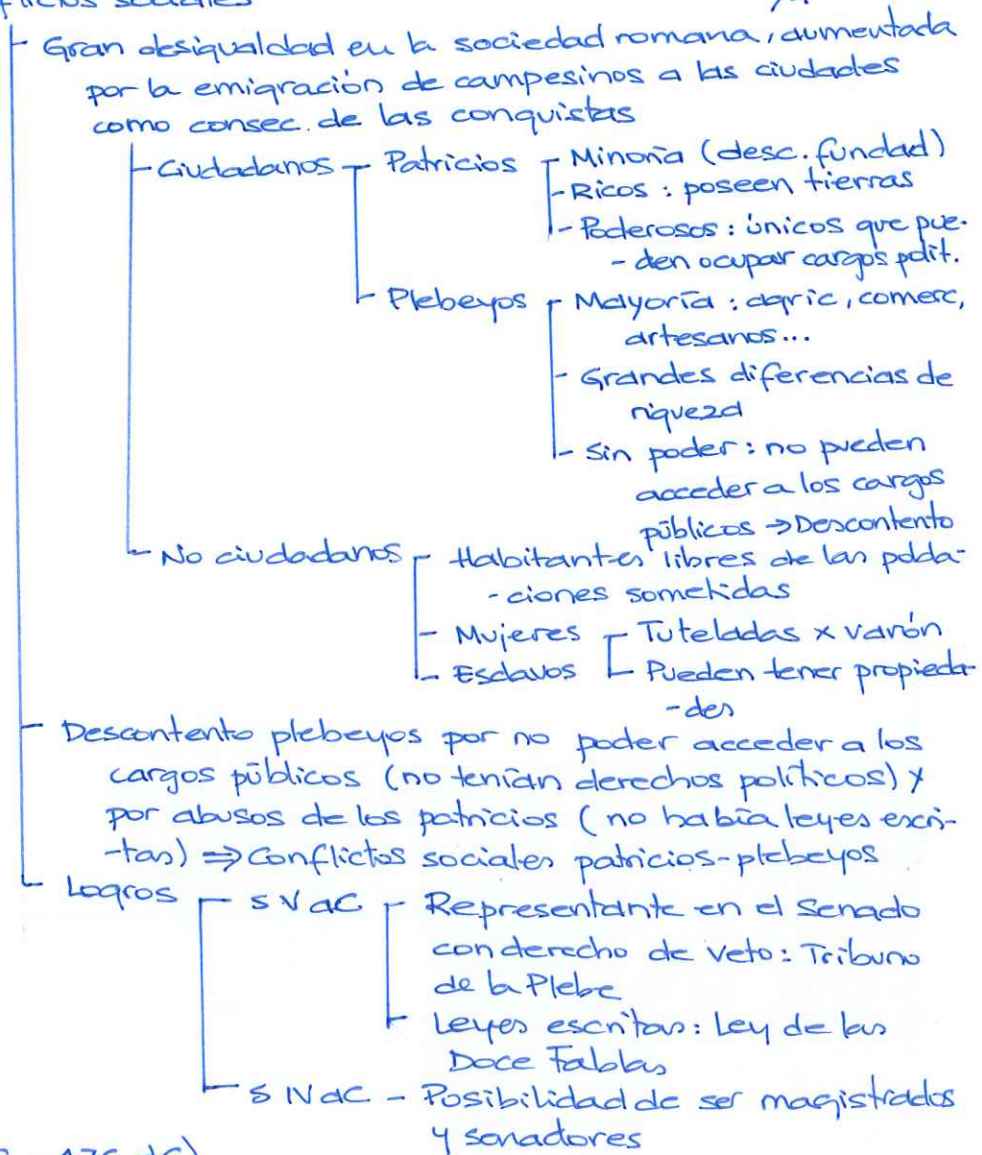 sociales
Gran desigualdad en la sociedad romana, aumentada
por la emigración de campesinos a las ciudades
como consec. de las conquistas
- Ciudadanos - Patricios - Minoría (desc. fundad)
- Ricos: poseen tierras
- Poderosos: únicos que pue-
-den ocupar cargos polít.
- Plebeyos - Mayoría: agric, comerc,
artesanos...
- Grandes diferencias de
riqueza
- Sin poder: no pueden
acceder a los cargos
públicos → Descontento
- No ciudadanos - Habitantes libres de las pobla-
-ciones sometidas
- Mujeres - Tuteladas x varón
- Esclavos - Pueden tener propieda-
-des
- Descontento plebeyos por no poder acceder a los
cargos públicos (no tenían derechos políticos) y
por abusos de los patricios (no había leyes escri-
-tas) ⇒ Conflictos sociales patricios-plebeyos
- Logros - s V aC - Representante en el Senado
con derecho de veto: Tribuno
de la Plebe
- Leyes escritas: Ley de las
Doce Tablas
- s IV aC - Posibilidad de ser magistrados
y senadores